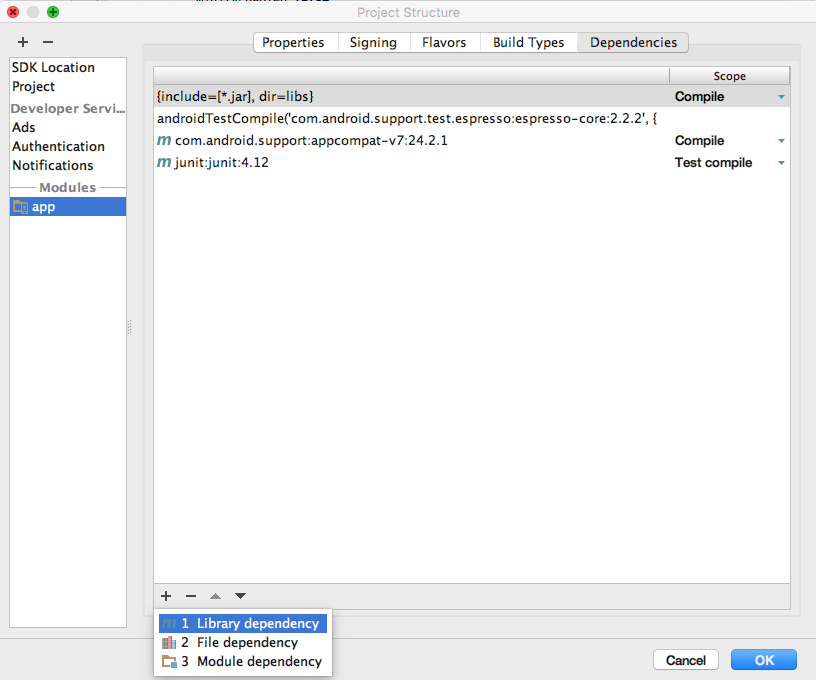 Project Structure
Properties Signing Flavors Build Types Dependencies
SDK Location
Project
Developer Servi...
Ads
Authentication
Notifications
Modules
app
Scope
{include=[*.jar], dir=libs} Compile
androidTestCompile('com.android.support.test.espresso:espresso-core:2.2.2', {
m com.android.support:appcompat-v7:24.2.1 Compile
m junit:junit:4.12 Test compile
m 1 Library dependency
2 File dependency
3 Module dependency
Cancel OK